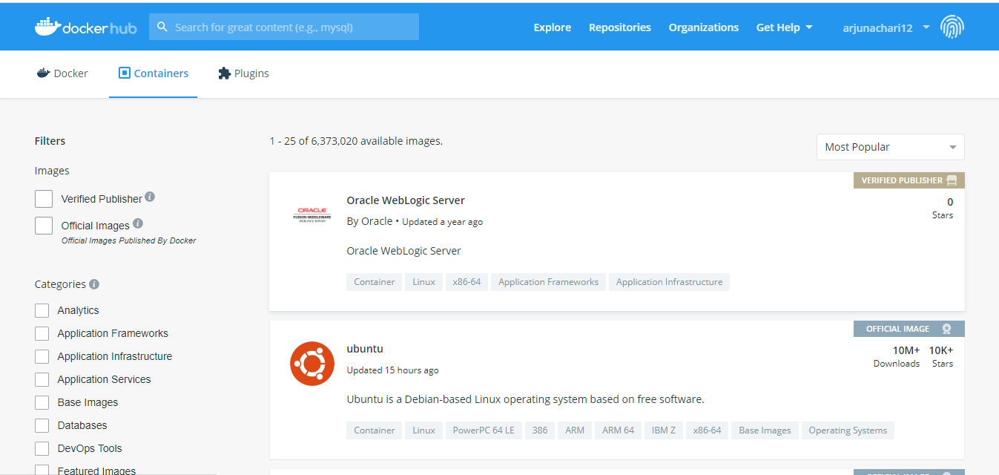 docker hub
Search for great content (e.g., mysql)
Explore
Repositories
Organizations
Get Help
arjunachari12
Docker
Containers
Plugins
Filters
Images
Verified Publisher
Official Images
Official Images Published By Docker
Categories
Analytics
Application Frameworks
Application Infrastructure
Application Services
Base Images
Databases
DevOps Tools
Featured Images
1 - 25 of 6,373,020 available images.
Most Popular
VERIFIED PUBLISHER
ORACLE
FUSION MIDDLEWARE
WEBLOGIC SERVER
Oracle WebLogic Server
By Oracle • Updated a year ago
0
Stars
Oracle WebLogic Server
Container Linux x86-64 Application Frameworks Application Infrastructure
OFFICIAL IMAGE
ubuntu
Updated 15 hours ago
10M+ 10K+
Downloads Stars
Ubuntu is a Debian-based Linux operating system based on free software.
Container Linux PowerPC 64 LE 386 ARM ARM 64 IBM Z x86-64 Base Images Operating Systems
OFFICIAL IMAGE